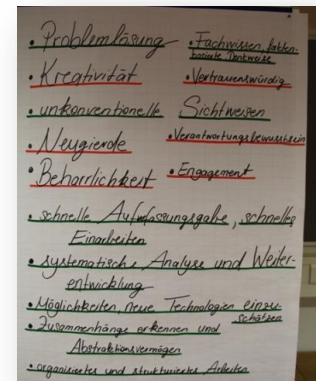 • Problemlösung
• Fachwissen, fakten-
basierte Denkweise
• Kreativität
• Vertrauenswürdig
• unkonventionelle Sichtweisen
• Neugierde
• Verantwortungsbewusstsein
• Beharrlichkeit
• Engagement
• schnelle Auffassungsgabe, schnelles
Einarbeiten
• systematische Analyse und Weiter-
entwicklung
• Möglichkeiten, neue Technologien einzu-
schätzen
• Zusammenhänge erkennen und
Abstraktionsvermögen
• organisiertes und strukturiertes Arbeiten